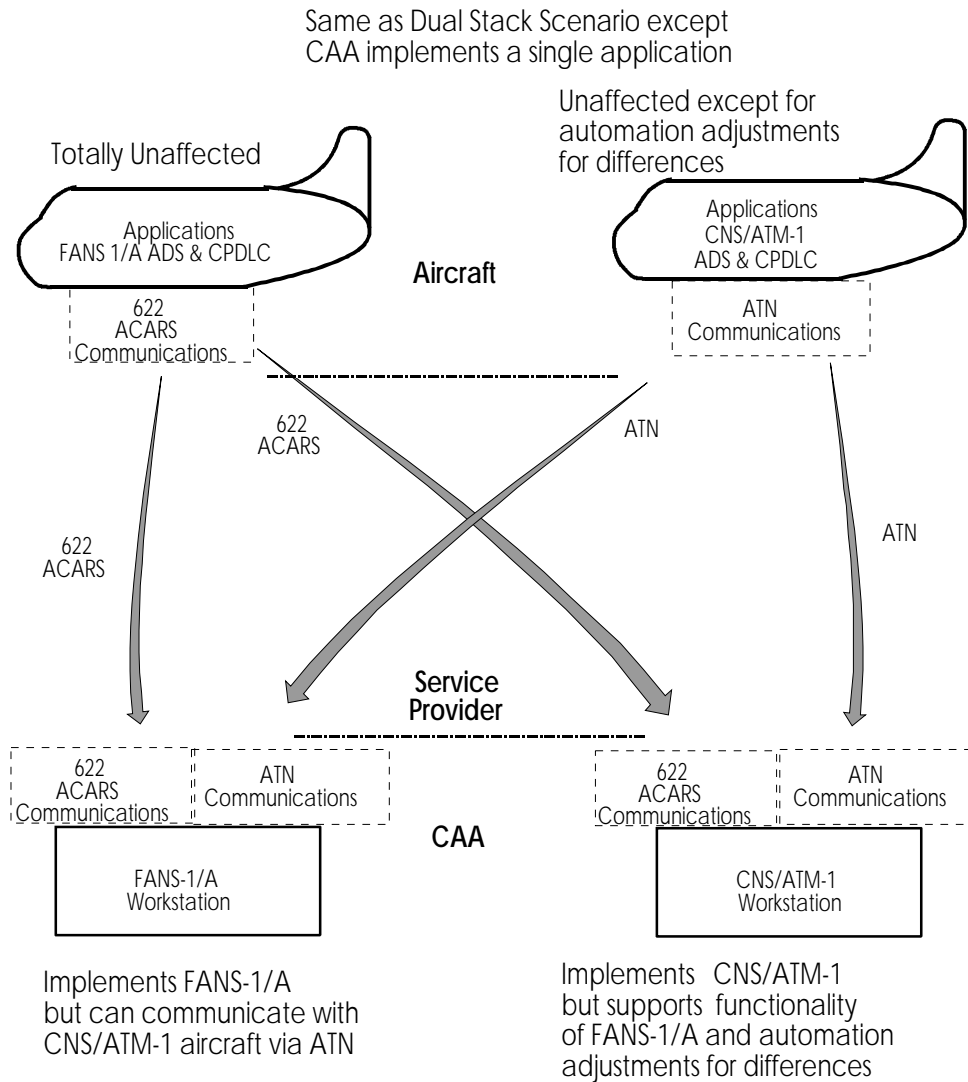 Same as Dual Stack Scenario except
CAA implements a single application
Totally Unaffected
Unaffected except for
automation adjustments
for differences
Applications
FANS 1/A ADS & CPDLC
Applications
CNS/ATM-1
ADS & CPDLC
Aircraft
622
ACARS
Communications
ATN
Communications
622
ACARS
ATN
622
ACARS
ATN
Service
Provider
622
ACARS
Communications
ATN
Communications
622
ACARS
Communications
ATN
Communications
CAA
FANS-1/A
Workstation
CNS/ATM-1
Workstation
Implements FANS-1/A
but can communicate with
CNS/ATM-1 aircraft via ATN
Implements CNS/ATM-1
but supports functionality
of FANS-1/A and automation
adjustments for differences